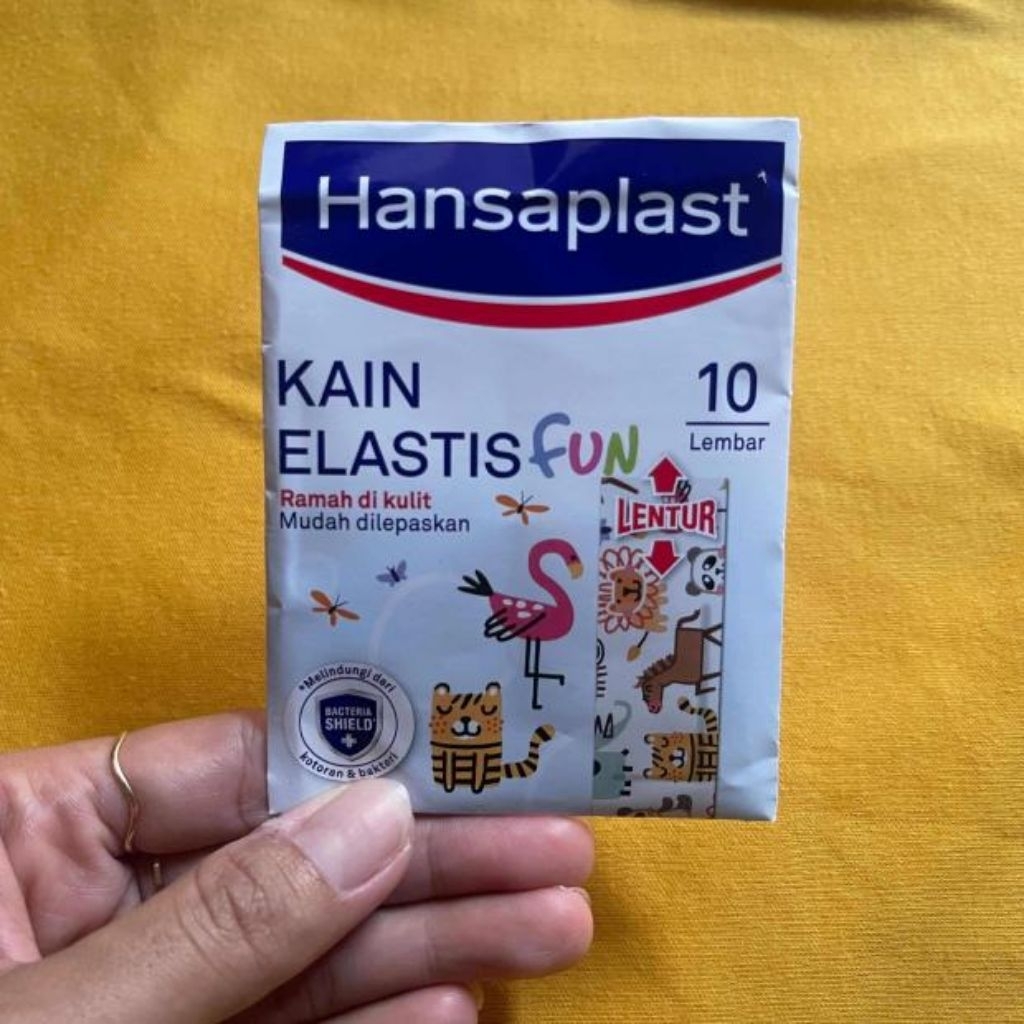 Hansaplast
KAIN
ELASTIS FUN
10
Lembar
Ramah di kulit
Mudah dilepaskan
LENTUR
*Melindungi dari
BACTERIA
SHIELD
kotoran & bakteri